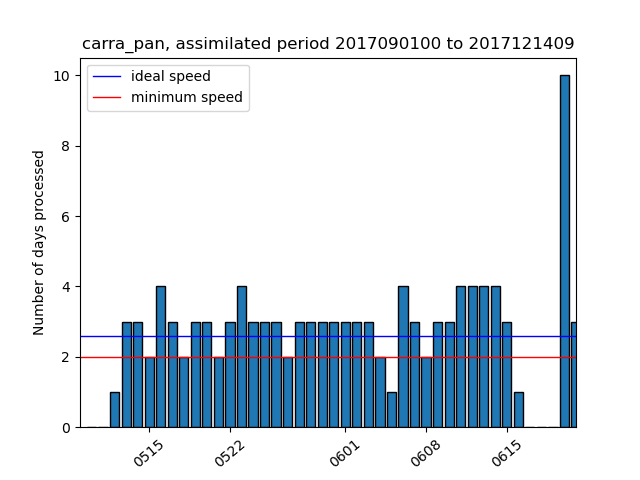 carra_pan, assimilated period 2017090100 to 2017121409
ideal speed
minimum speed
Number of days processed
10
8
6
4
2
0
0515
0522
0601
0608
0615